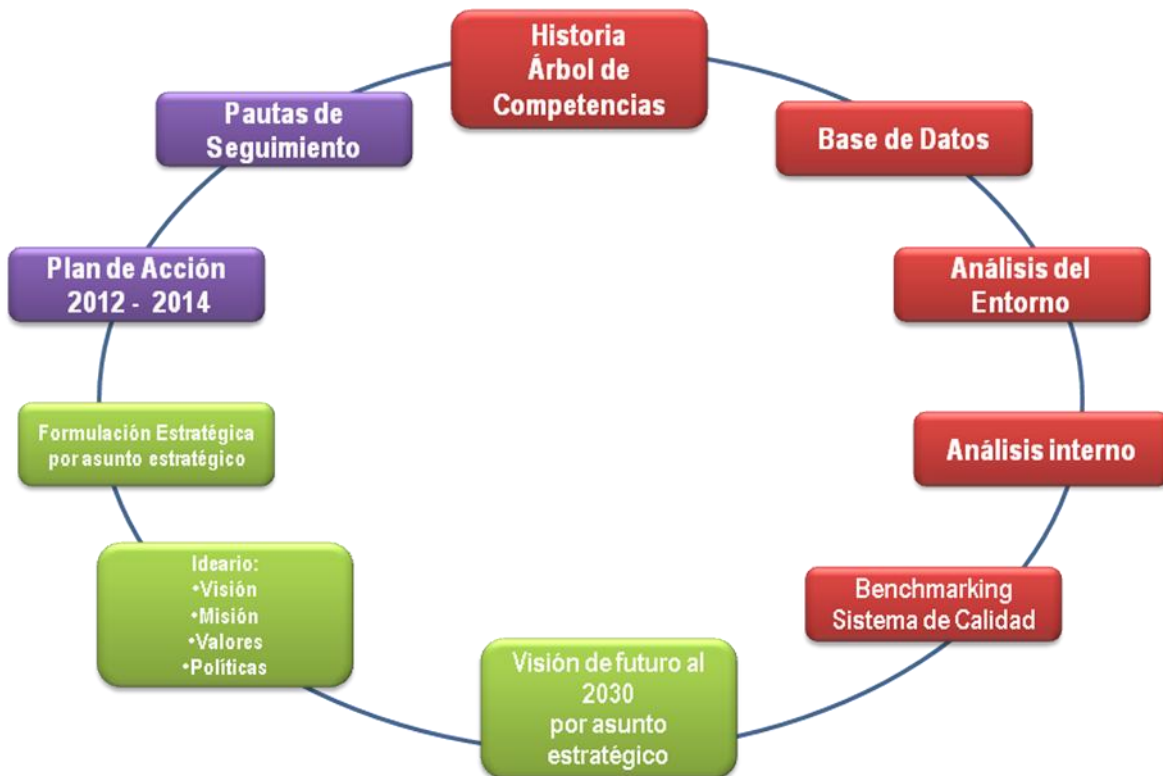 Historia
Árbol de
Competencias
Base de Datos
Análisis del
Entorno
Análisis interno
Benchmarking
Sistema de Calidad
Visión de futuro al
2030
por asunto
estratégico
Ideario:
•Visión
•Misión
•Valores
•Políticas
Formulación Estratégica
por asunto estratégico
Plan de Acción
2012 - 2014
Pautas de
Seguimiento